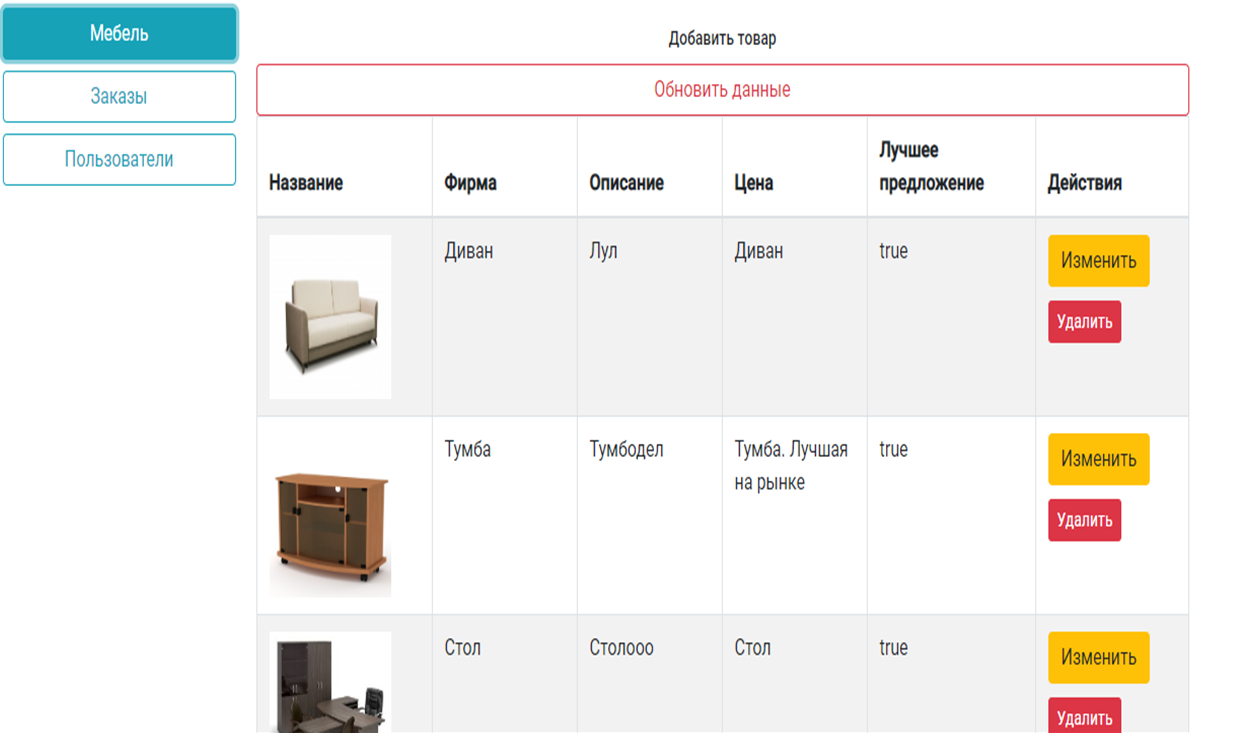 Мебель
Заказы
Пользователи
Добавить товар
Обновить данные
Название Фирма Описание Цена Лучшее предложение Действия
Диван Лул Диван true Изменить
Удалить
Тумба Тумбодел Тумба. Лучшая на рынке true Изменить
Удалить
Стол Столооо Стол true Изменить
Удалить